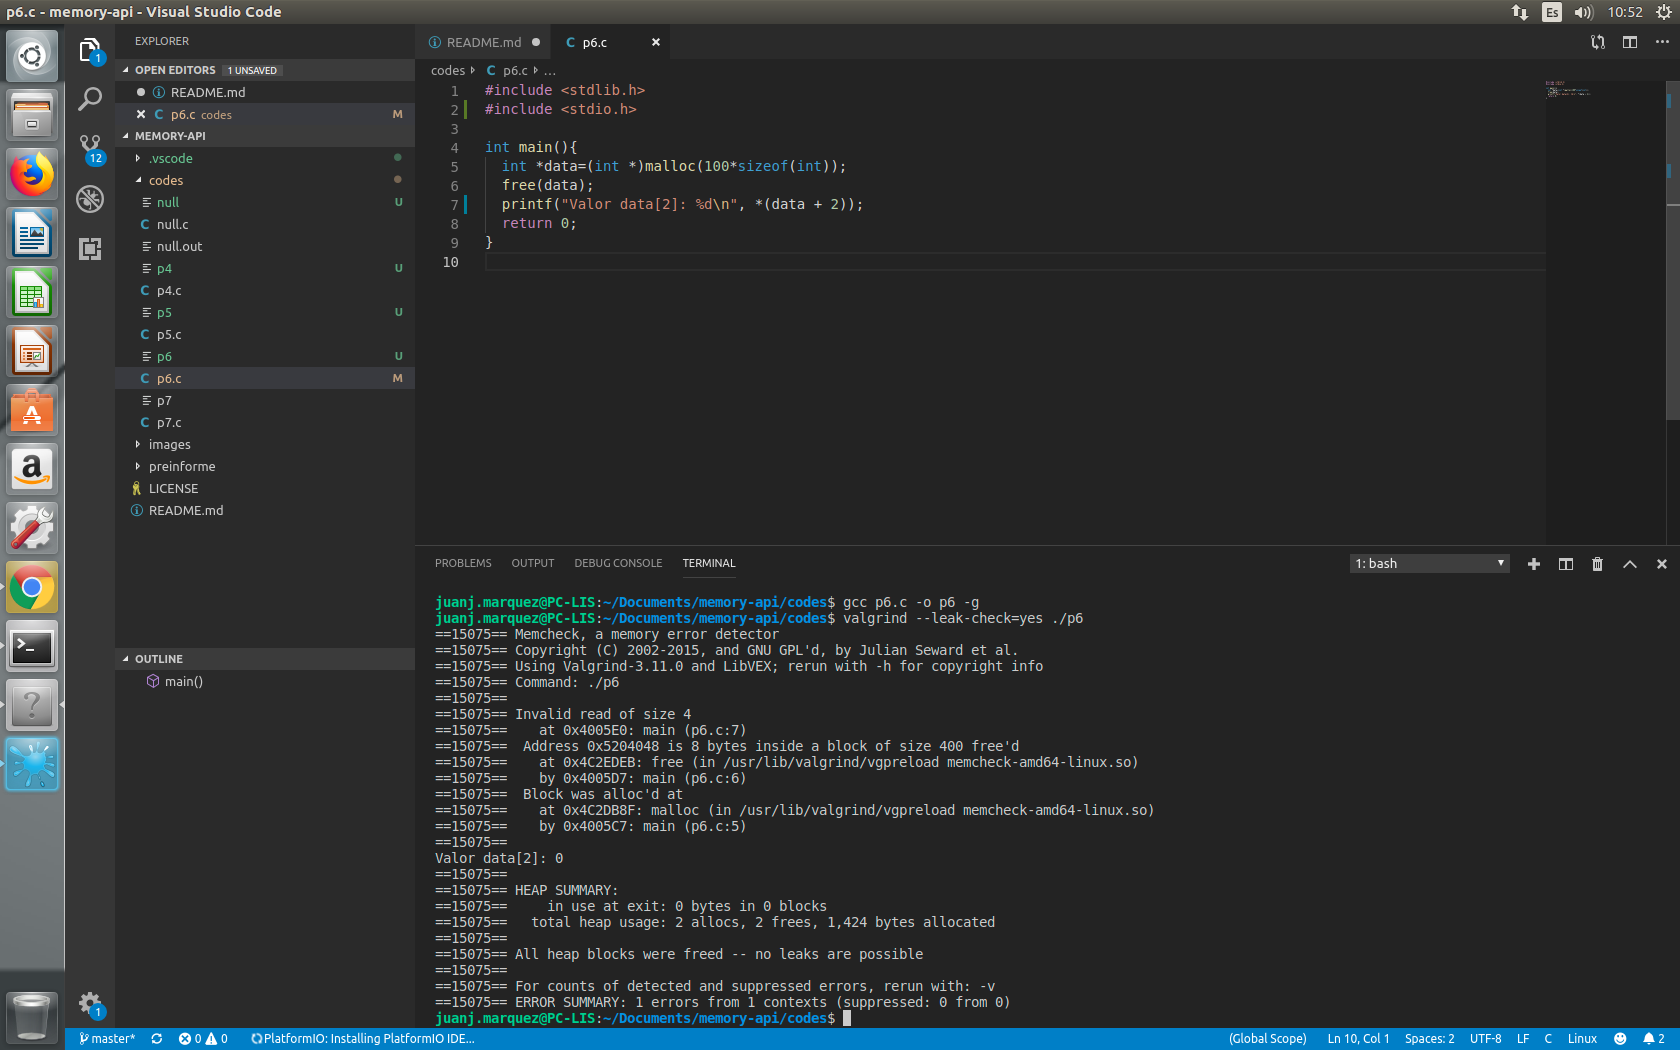 p6.c - memory-api - Visual Studio Code
Es
10:52
EXPLORER
OPEN EDITORS 1 UNSAVED
README.md
p6.c codes M
MEMORY-API
.vscode
codes
null U
null.c
null.out
p4 U
p4.c
p5 U
p5.c
p6 U
p6.c M
p7
p7.c
images
preinforme
LICENSE
README.md
OUTLINE
main()
1
12
1
README.md
p6.c
codes p6.c ...
1 #include <stdlib.h>
2 #include <stdio.h>
3
4 int main(){
5 int *data=(int *)malloc(100*sizeof(int));
6 free(data);
7 printf("Valor data[2]: %d\n", *(data + 2));
8 return 0;
9 }
10
PROBLEMS OUTPUT DEBUG CONSOLE TERMINAL
1: bash
juanj.marquez@PC-LIS:~/Documents/memory-api/codes$ gcc p6.c -o p6 -g
juanj.marquez@PC-LIS:~/Documents/memory-api/codes$ valgrind --leak-check=yes ./p6
==15075== Memcheck, a memory error detector
==15075== Copyright (C) 2002-2015, and GNU GPL'd, by Julian Seward et al.
==15075== Using Valgrind-3.11.0 and LibVEX; rerun with -h for copyright info
==15075== Command: ./p6
==15075==
==15075== Invalid read of size 4
==15075==    at 0x4005E0: main (p6.c:7)
==15075==  Address 0x5204048 is 8 bytes inside a block of size 400 free'd
==15075==    at 0x4C2EDEB: free (in /usr/lib/valgrind/vgpreload memcheck-amd64-linux.so)
==15075==    by 0x4005D7: main (p6.c:6)
==15075==  Block was alloc'd at
==15075==    at 0x4C2DB8F: malloc (in /usr/lib/valgrind/vgpreload memcheck-amd64-linux.so)
==15075==    by 0x4005C7: main (p6.c:5)
==15075==
Valor data[2]: 0
==15075==
==15075== HEAP SUMMARY:
==15075==     in use at exit: 0 bytes in 0 blocks
==15075==   total heap usage: 2 allocs, 2 frees, 1,424 bytes allocated
==15075==
==15075== All heap blocks were freed -- no leaks are possible
==15075==
==15075== For counts of detected and suppressed errors, rerun with: -v
==15075== ERROR SUMMARY: 1 errors from 1 contexts (suppressed: 0 from 0)
juanj.marquez@PC-LIS:~/Documents/memory-api/codes$
master* 0 0 PlatformIO: Installing PlatformIO IDE... (Global Scope) Ln 10, Col 1 Spaces: 2 UTF-8 LF C Linux 2